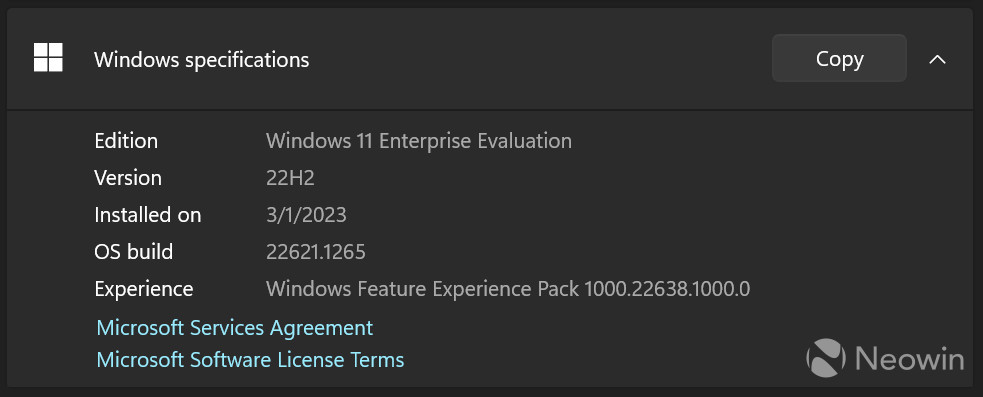 Windows specifications
Copy
Edition Windows 11 Enterprise Evaluation
Version 22H2
Installed on 3/1/2023
OS build 22621.1265
Experience Windows Feature Experience Pack 1000.22638.1000.0
Microsoft Services Agreement
Microsoft Software License Terms
Neowin